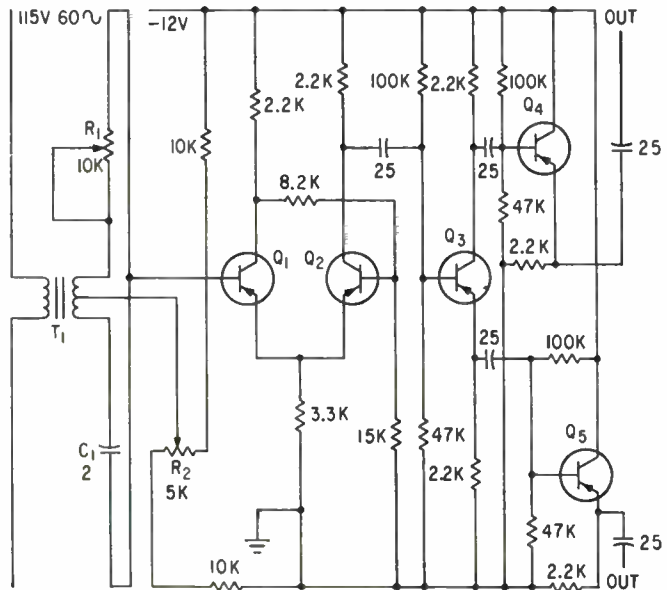 115V 60∿
-12V
OUT
R1
10K
10K
2.2K
2.2K
100K
2.2K
100K
Q4
25
25
25
8.2K
47K
2.2K
Q1
Q2
Q3
T1
25
100K
3.3K
C1
2
R2
5K
15K
47K
2.2K
Q5
47K
25
10K
2.2K
OUT